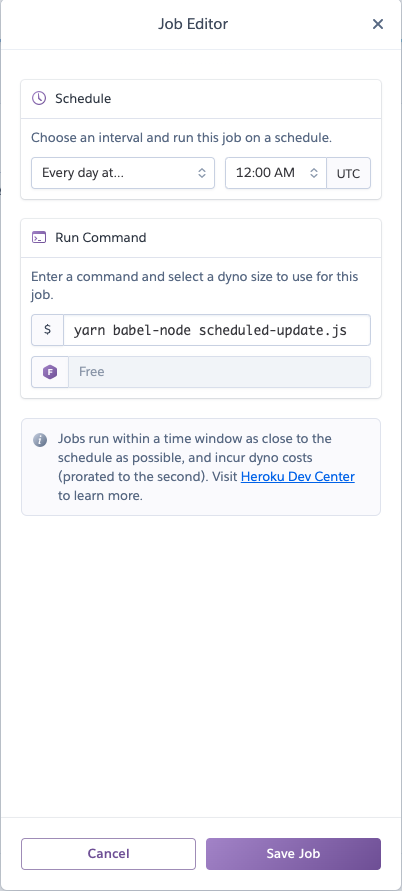 Job Editor
Schedule
Choose an interval and run this job on a schedule.
Every day at...
12:00 AM
UTC
Run Command
Enter a command and select a dyno size to use for this
job.
$
yarn babel-node scheduled-update.js
F
Free
i
Jobs run within a time window as close to the
schedule as possible, and incur dyno costs
(prorated to the second). Visit Heroku Dev Center
to learn more.
Cancel
Save Job